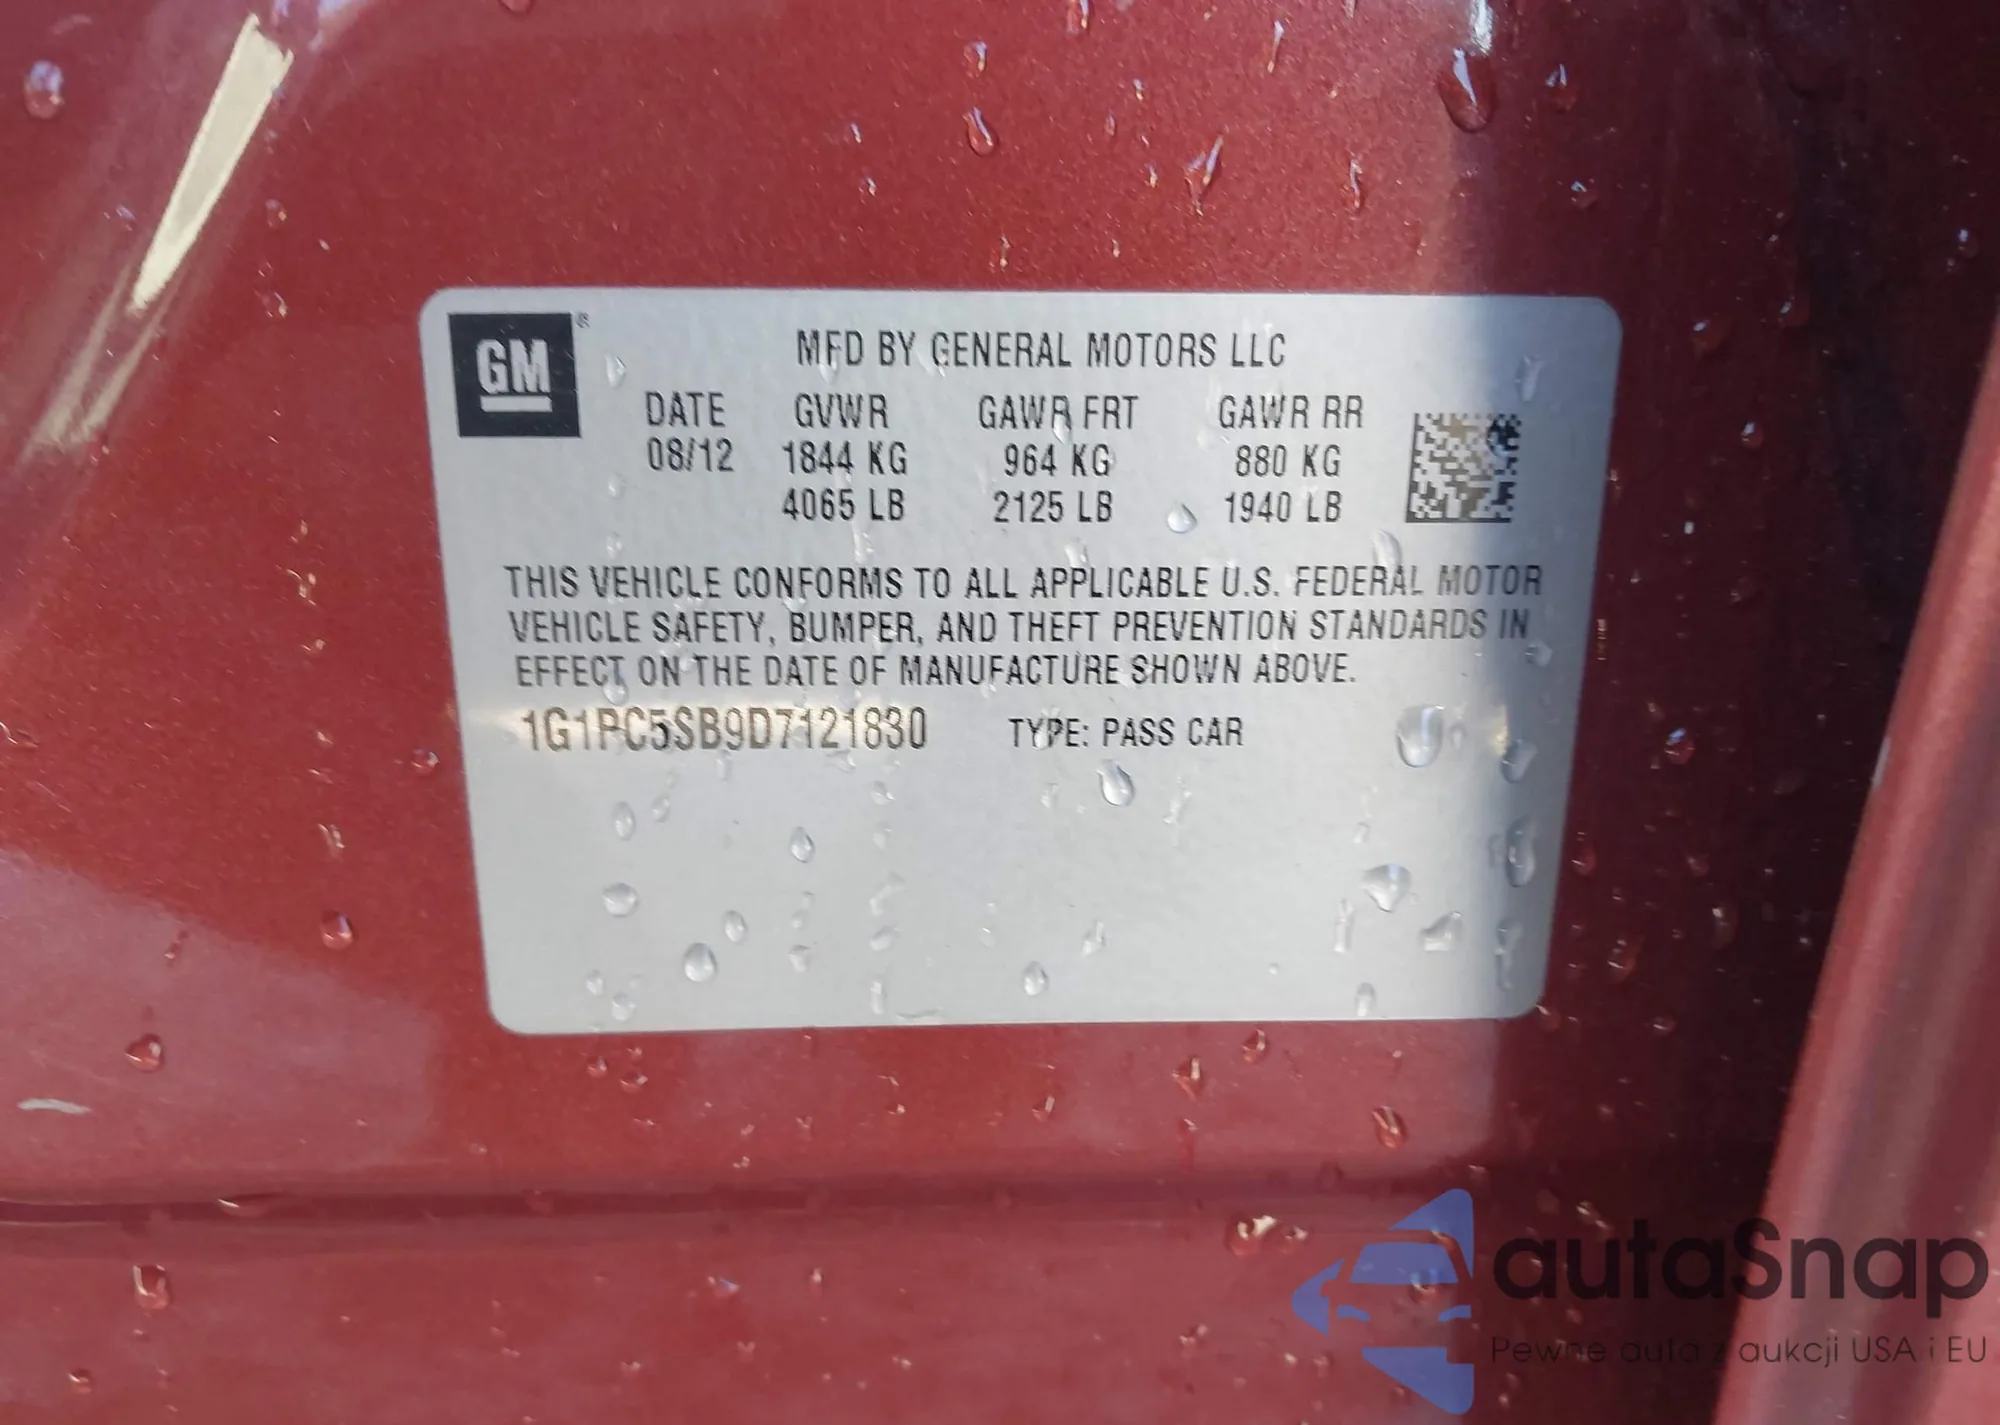 GM ®
MFD BY GENERAL MOTORS LLC
DATE GVWR GAWR FRT GAWR RR
08/12 1844 KG 964 KG 880 KG
4065 LB 2125 LB 1940 LB
THIS VEHICLE CONFORMS TO ALL APPLICABLE U.S. FEDERAL MOTOR
VEHICLE SAFETY, BUMPER, AND THEFT PREVENTION STANDARDS IN
EFFECT ON THE DATE OF MANUFACTURE SHOWN ABOVE.
1G1PC5SB9D7121830 TYPE: PASS CAR
autaSnap
Pewne auta z aukcji USA i EU